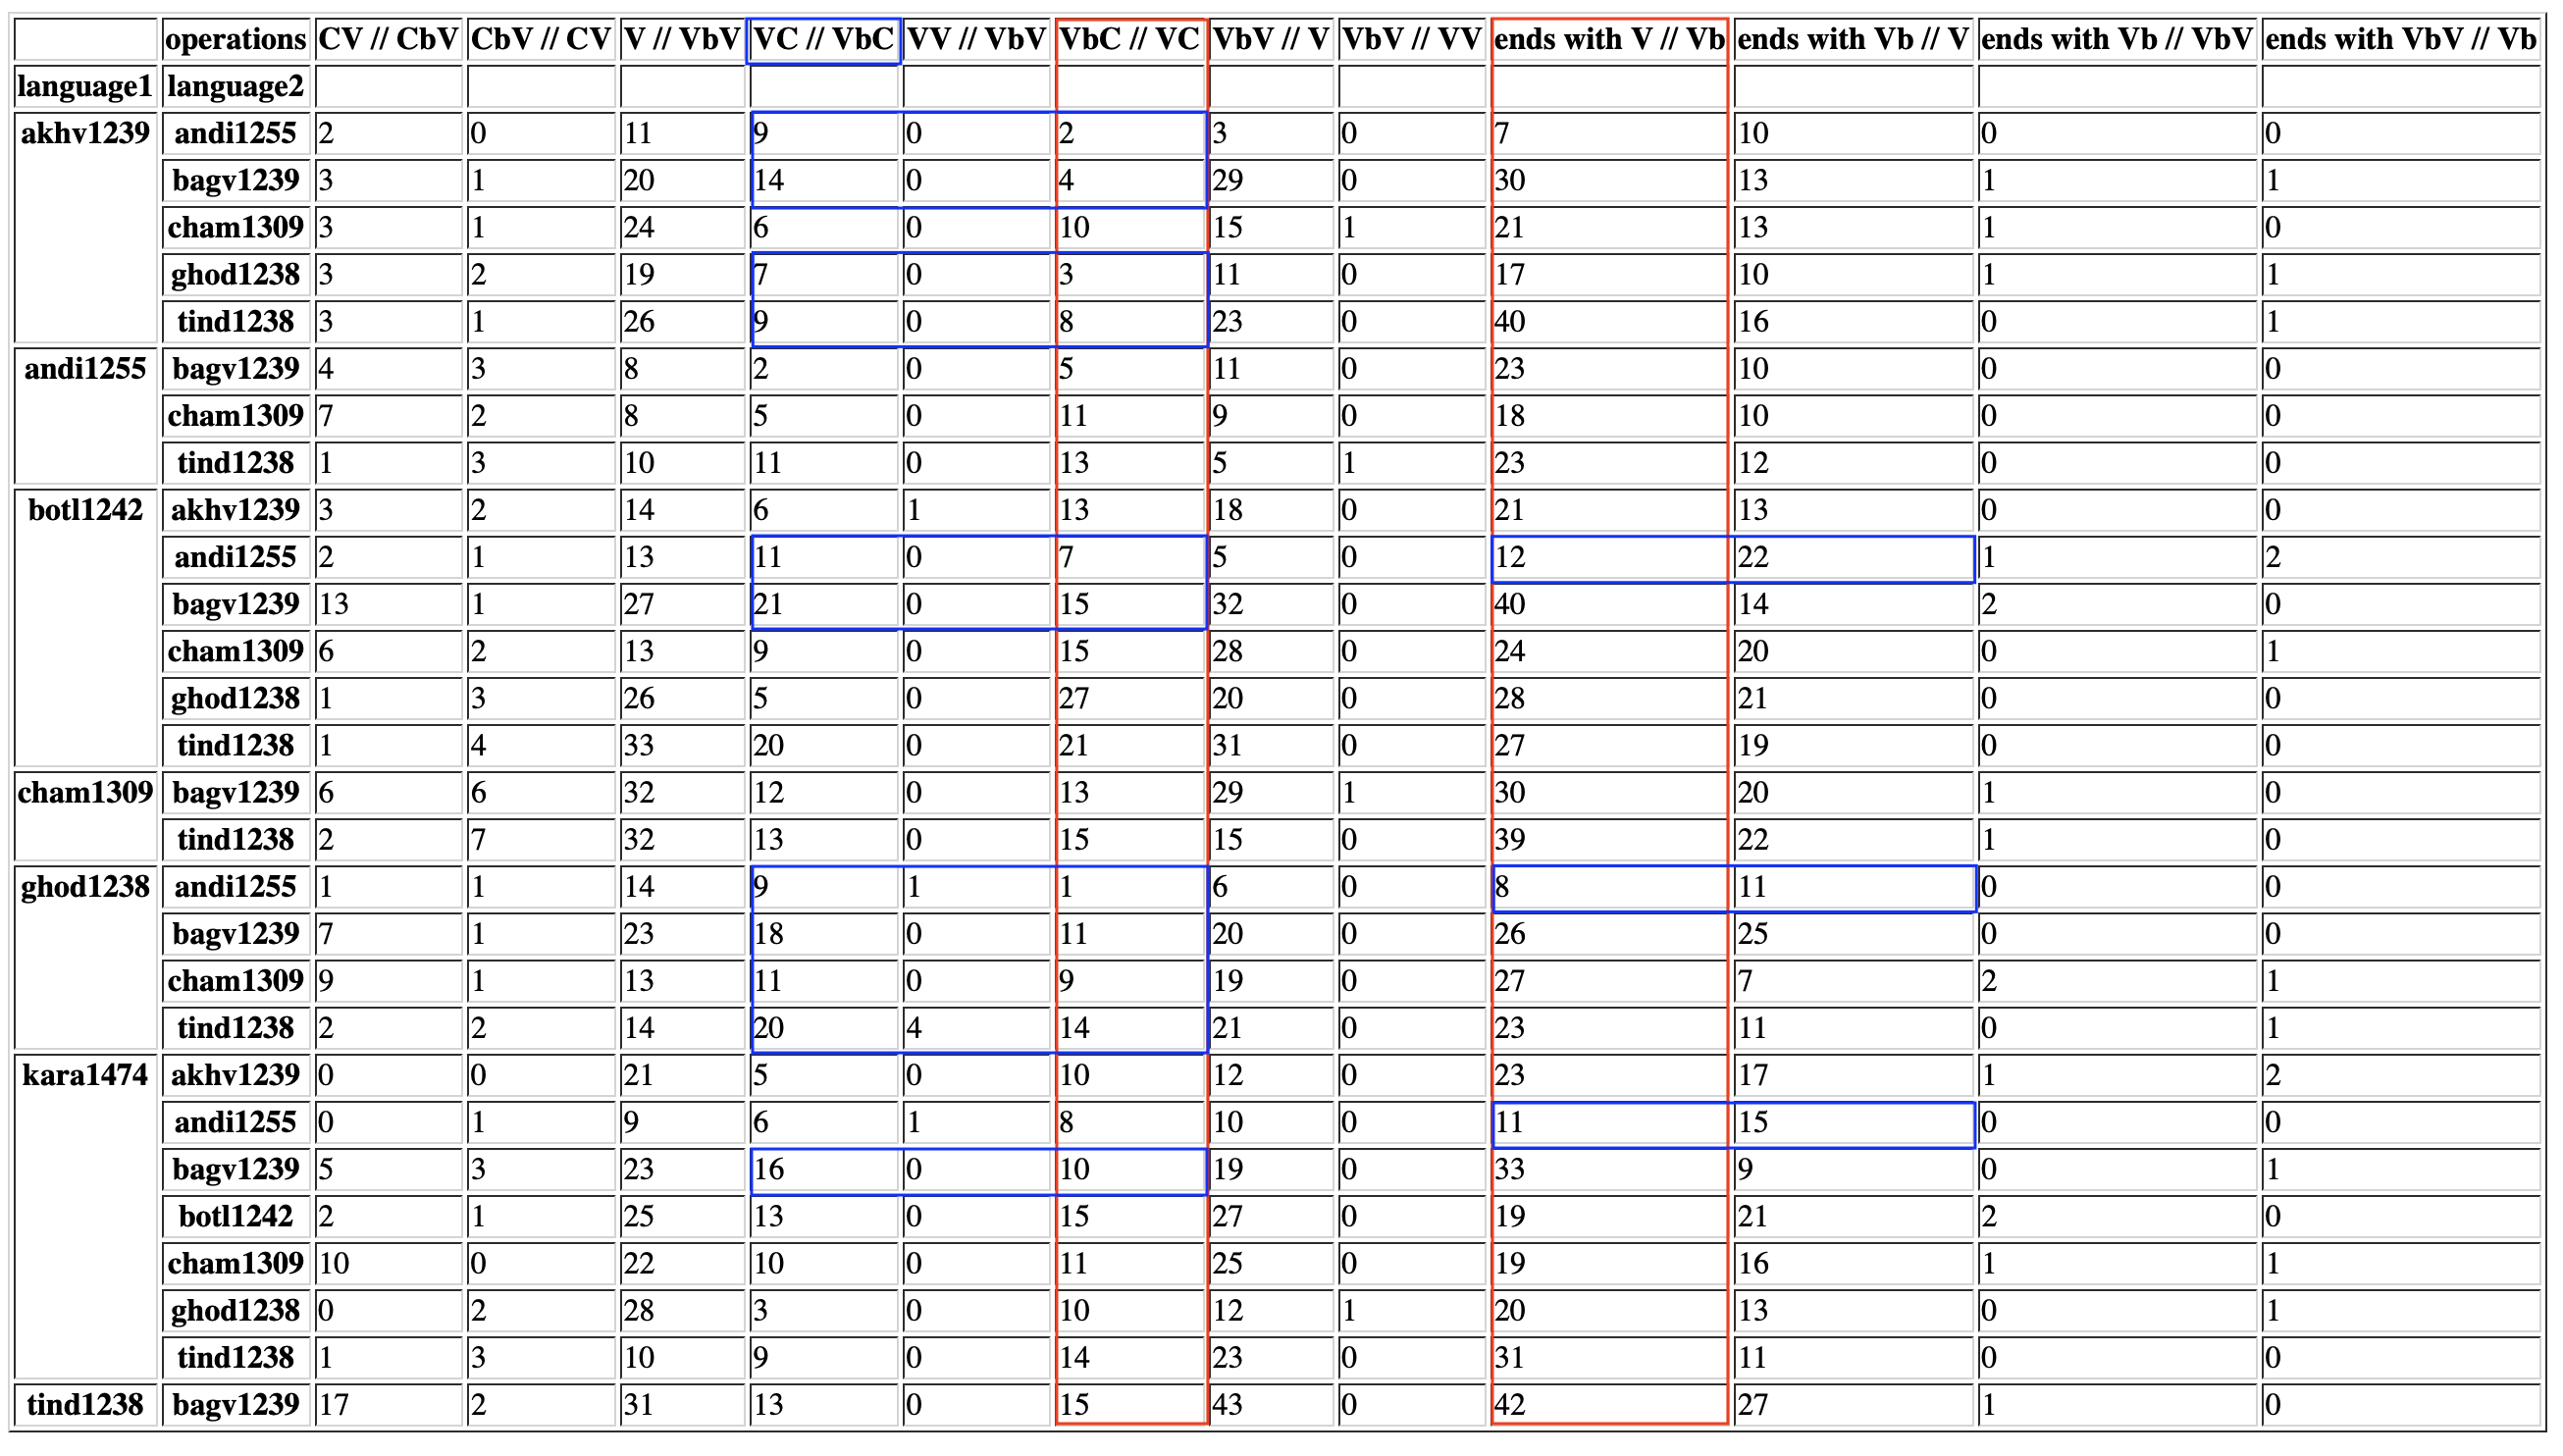 operations CV // CbV CbV // CV V // VbV VC // VbC VV // VbV VbC // VC VbV // V VbV // VV ends with V // Vb ends with Vb // V ends with Vb // VbV ends with VbV // Vb
language1 language2
akhv1239 andi1255 2 0 11 9 0 2 3 0 7 10 0 0
bagv1239 3 1 20 14 0 4 29 0 30 13 1 1
cham1309 3 1 24 6 0 10 15 1 21 13 1 0
ghod1238 3 2 19 7 0 3 11 0 17 10 1 1
tind1238 3 1 26 9 0 8 23 0 40 16 0 1
andi1255 bagv1239 4 3 8 2 0 5 11 0 23 10 0 0
cham1309 7 2 8 5 0 11 9 0 18 10 0 0
tind1238 1 3 10 11 0 13 5 1 23 12 0 0
botl1242 akhv1239 3 2 14 6 1 13 18 0 21 13 0 0
andi1255 2 1 13 11 0 7 5 0 12 22 1 2
bagv1239 13 1 27 21 0 15 32 0 40 14 2 0
cham1309 6 2 13 9 0 15 28 0 24 20 0 1
ghod1238 1 3 26 5 0 27 20 0 28 21 0 0
tind1238 1 4 33 20 0 21 31 0 27 19 0 0
cham1309 bagv1239 6 6 32 12 0 13 29 1 30 20 1 0
tind1238 2 7 32 13 0 15 15 0 39 22 1 0
ghod1238 andi1255 1 1 14 9 1 1 6 0 8 11 0 0
bagv1239 7 1 23 18 0 11 20 0 26 25 0 0
cham1309 9 1 13 11 0 9 19 0 27 7 2 1
tind1238 2 2 14 20 4 14 21 0 23 11 0 1
kara1474 akhv1239 0 0 21 5 0 10 12 0 23 17 1 2
andi1255 0 1 9 6 1 8 10 0 11 15 0 0
bagv1239 5 3 23 16 0 10 19 0 33 9 0 1
botl1242 2 1 25 13 0 15 27 0 19 21 2 0
cham1309 10 0 22 10 0 11 25 0 19 16 1 1
ghod1238 0 2 28 3 0 10 12 1 20 13 0 1
tind1238 1 3 10 9 0 14 23 0 31 11 0 0
tind1238 bagv1239 17 2 31 13 0 15 43 0 42 27 1 0